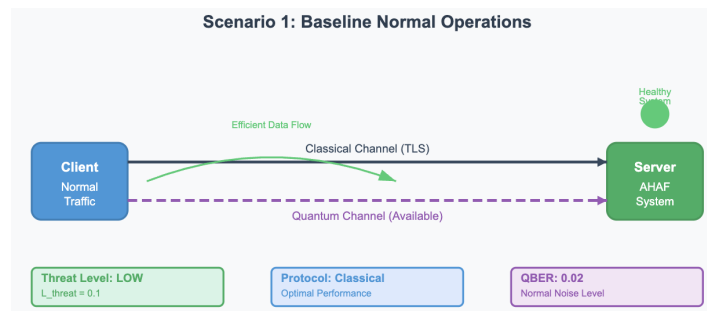 Scenario 1: Baseline Normal Operations
Healthy
System
Efficient Data Flow
Classical Channel (TLS)
Client
Normal
Traffic
Server
AHAF
System
Quantum Channel (Available)
Threat Level: LOW
L_threat = 0.1
Protocol: Classical
Optimal Performance
QBER: 0.02
Normal Noise Level